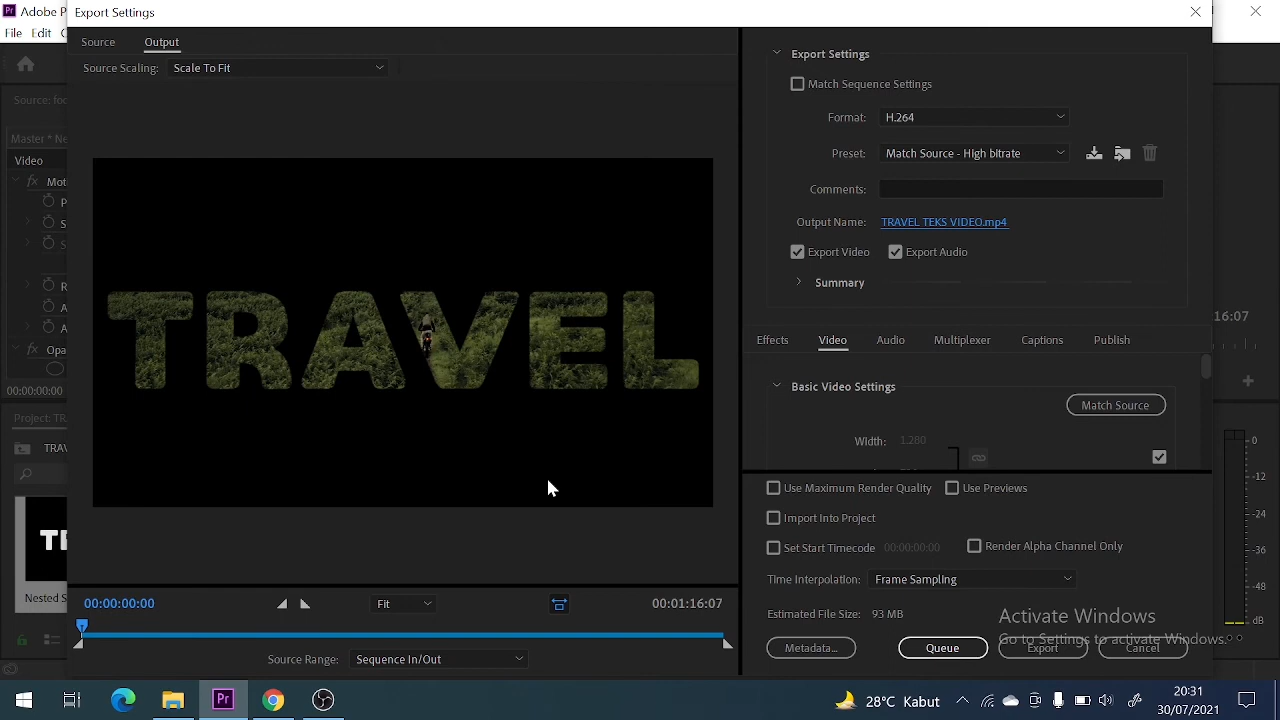 Adobe P
Export Settings
File Edit
Source Output
Source Scaling: Scale To Fit
Source: foo
Master * Ne
Video
fx Mot
P
S
S
R
A
A
fx Opa
00:00:00:00
Project: TR
TRAV
TR
Nested S
TRAVEL
00:00:00:00
Fit
00:01:16:07
Source Range: Sequence In/Out
Export Settings
Match Sequence Settings
Format: H.264
Preset: Match Source - High bitrate
Comments:
Output Name: TRAVEL TEKS VIDEO.mp4
Export Video Export Audio
Summary
Effects Video Audio Multiplexer Captions Publish
Basic Video Settings
Match Source
Width: 1.280
Use Maximum Render Quality Use Previews
Import Into Project
Set Start Timecode 00:00:00:00 Render Alpha Channel Only
Time Interpolation: Frame Sampling
Estimated File Size: 93 MB
Metadata... Queue Export Cancel
Activate Windows
Go to Settings to activate Windows.
16:07
0
-12
-24
-36
-48
dB
Pr
28°C Kabut
20:31
30/07/2021